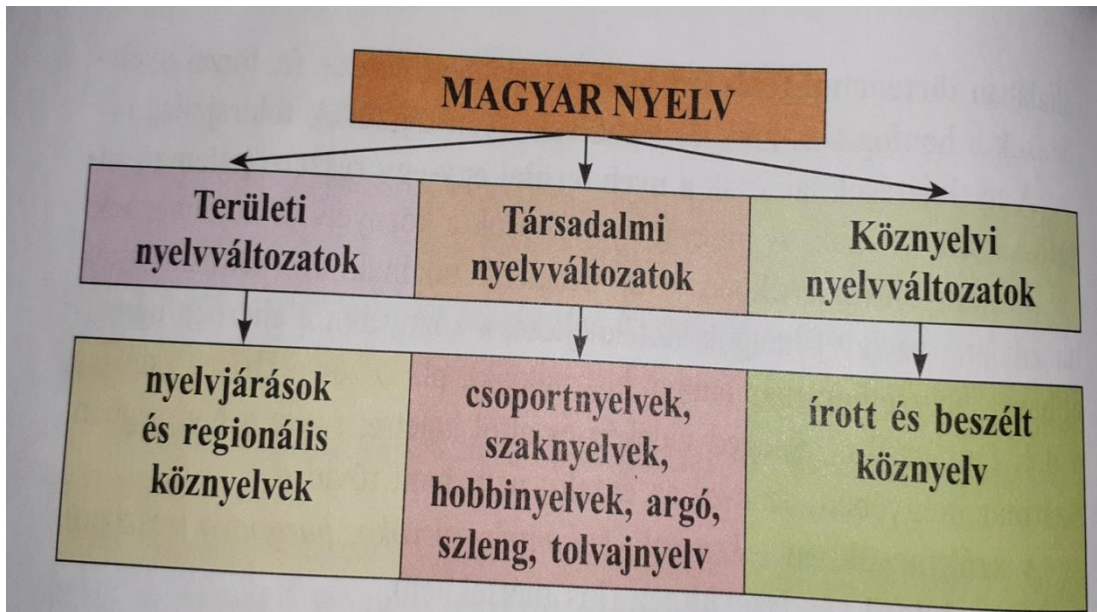 MAGYAR NYELV
Területi
nyelvváltozatok
Társadalmi
nyelvváltozatok
Köznyelvi
nyelvváltozatok
nyelvjárások
és regionális
köznyelvek
csoportnyelvek,
szaknyelvek,
hobbinyelvek, argó,
szleng, tolvajnyelv
írott és beszélt
köznyelv